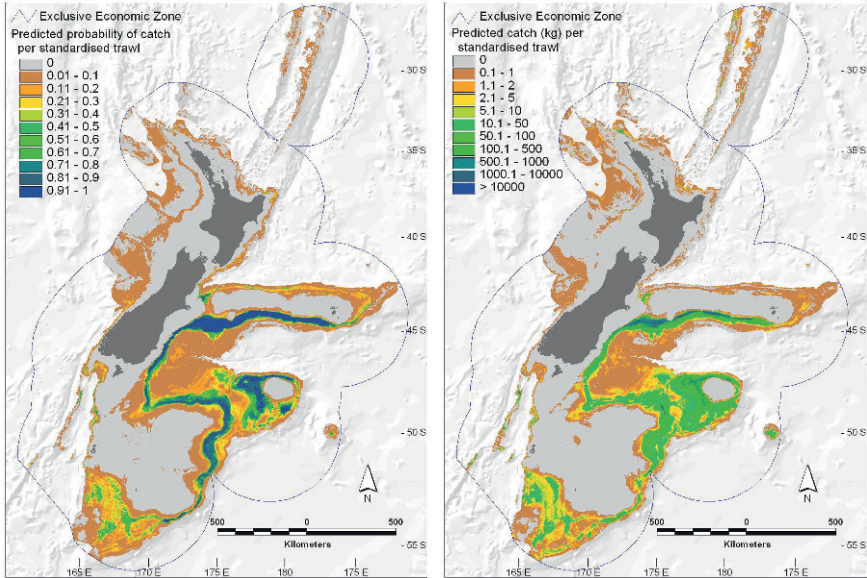 Exclusive Economic Zone
Predicted probability of catch
per standardised trawl
0
0.01 - 0.1
0.11 - 0.2
0.21 - 0.3
0.31 - 0.4
0.41 - 0.5
0.51 - 0.6
0.61 - 0.7
0.71 - 0.8
0.81 - 0.9
0.91 - 1
- 30 S
- 35 S
- 40 S
- 45 S
- 50 S
- 55 S
N
500 0 500
Kilometers
165 E 170 E 175 E 180 175 E
Exclusive Economic Zone
Predicted catch (kg) per
standardised trawl
0
0.1 - 1
1.1 - 2
2.1 - 5
5.1 - 10
10.1 - 50
50.1 - 100
100.1 - 500
500.1 - 1000
1000.1 - 10000
> 10000
- 30 S
- 35 S
- 40 S
- 45 S
- 50 S
- 55 S
N
500 0 500
Kilometers
165 E 170 E 175 E 180 175 E